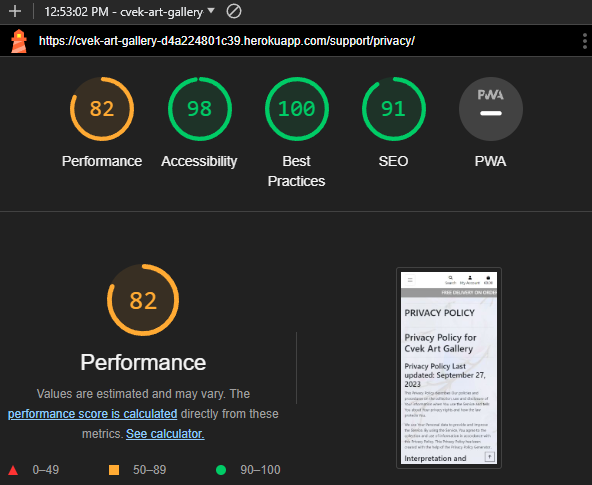 12:53:02 PM - cvek-art-gallery
https://cvek-art-gallery-d4a224801c39.herokuapp.com/support/privacy/
82 98 100 91 PWA
Performance Accessibility Best Practices SEO PWA
82
Performance
Values are estimated and may vary. The
performance score is calculated directly from these
metrics. See calculator.
0–49 50–89 90–100
Search My Account
FREE DELIVERY ON ORDER
PRIVACY POLICY
Privacy Policy for
Cvek Art Gallery
Privacy Policy Last
updated: September 27,
2023
Interpretation and